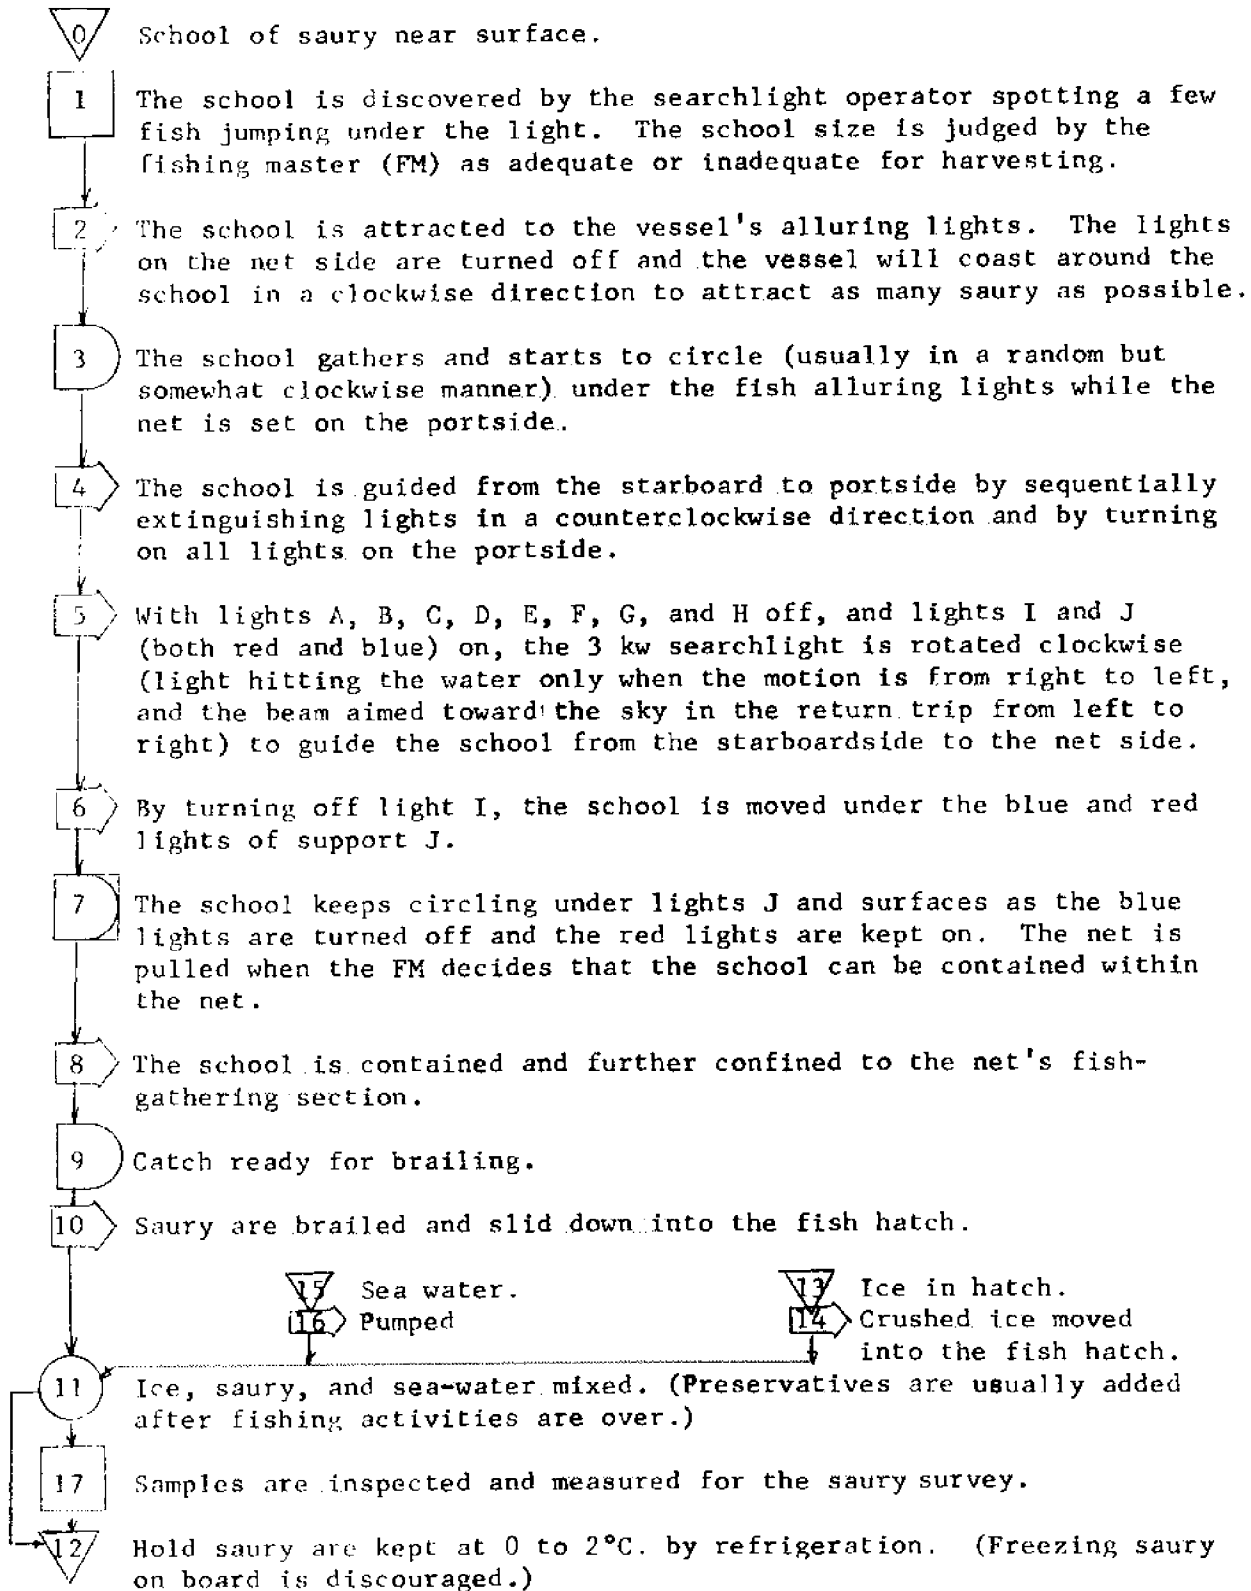 0 School of saury near surface.
1 The school is discovered by the searchlight operator spotting a few
fish jumping under the light. The school size is judged by the
fishing master (FM) as adequate or inadequate for harvesting.
2 The school is attracted to the vessel's alluring lights. The lights
on the net side are turned off and the vessel will coast around the
school in a clockwise direction to attract as many saury as possible.
3 The school gathers and starts to circle (usually in a random but
somewhat clockwise manner) under the fish alluring lights while the
net is set on the portside.
4 The school is guided from the starboard to portside by sequentially
extinguishing lights in a counterclockwise direction and by turning
on all lights on the portside.
5 With lights A, B, C, D, E, F, G, and H off, and lights I and J
(both red and blue) on, the 3 kw searchlight is rotated clockwise
(light hitting the water only when the motion is from right to left,
and the beam aimed toward the sky in the return trip from left to
right) to guide the school from the starboardside to the net side.
6 By turning off light I, the school is moved under the blue and red
lights of support J.
7 The school keeps circling under lights J and surfaces as the blue
lights are turned off and the red lights are kept on. The net is
pulled when the FM decides that the school can be contained within
the net.
8 The school is contained and further confined to the net's fish-
gathering section.
9 Catch ready for brailing.
10 Saury are brailed and slid down into the fish hatch.
15 Sea water.
16 Pumped
13 Ice in hatch.
14 Crushed ice moved
into the fish hatch.
11 Ice, saury, and sea-water mixed. (Preservatives are usually added
after fishing activities are over.)
17 Samples are inspected and measured for the saury survey.
12 Hold saury are kept at 0 to 2°C. by refrigeration. (Freezing saury
on board is discouraged.)